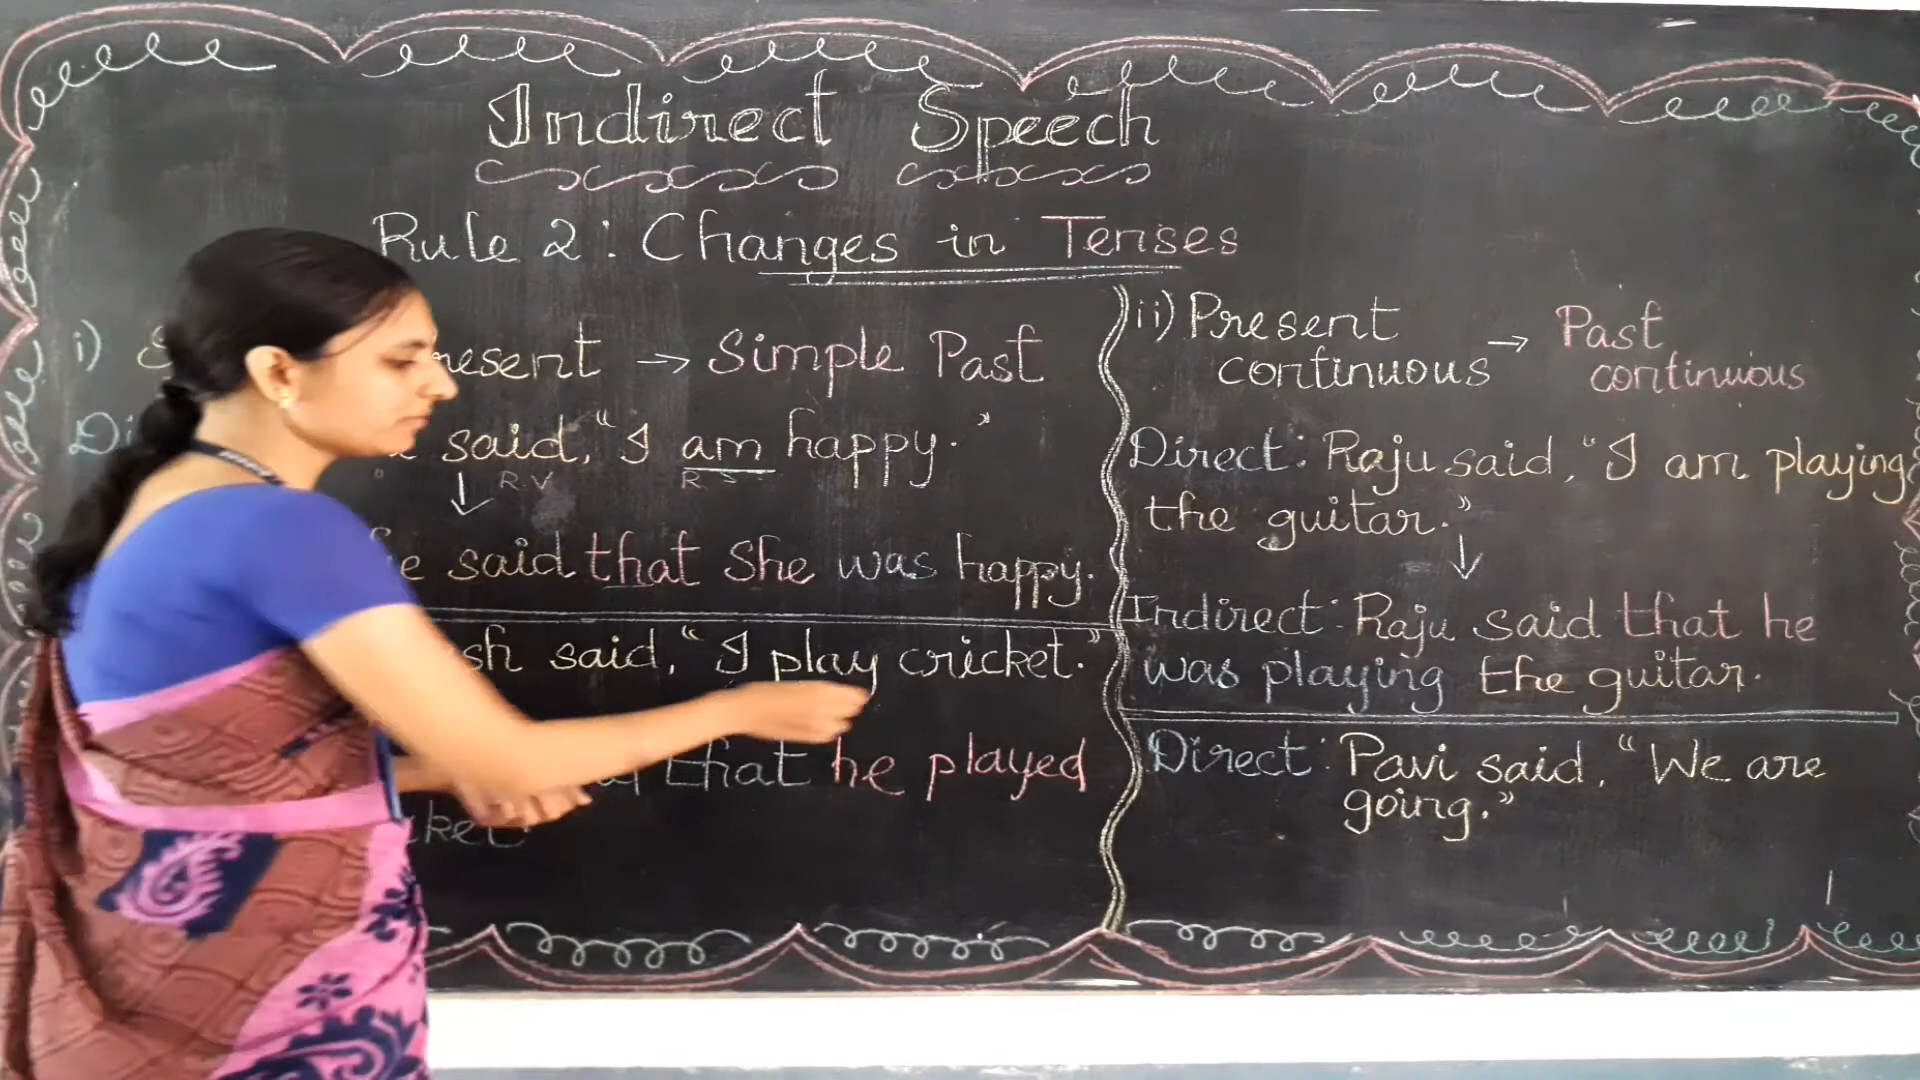 Indirect Speech
Rule 2: Changes in Tenses
i) resent → Simple Past
said, "I am happy."
R.V R
said that She was happy.
said, "I play cricket."
that he played
ii) Present → Past
continuous continuous
Direct: Raju said, "I am playing
the guitar."
↓
Indirect: Raju said that he
was playing the guitar.
Direct: Pavi said, "We are
going."